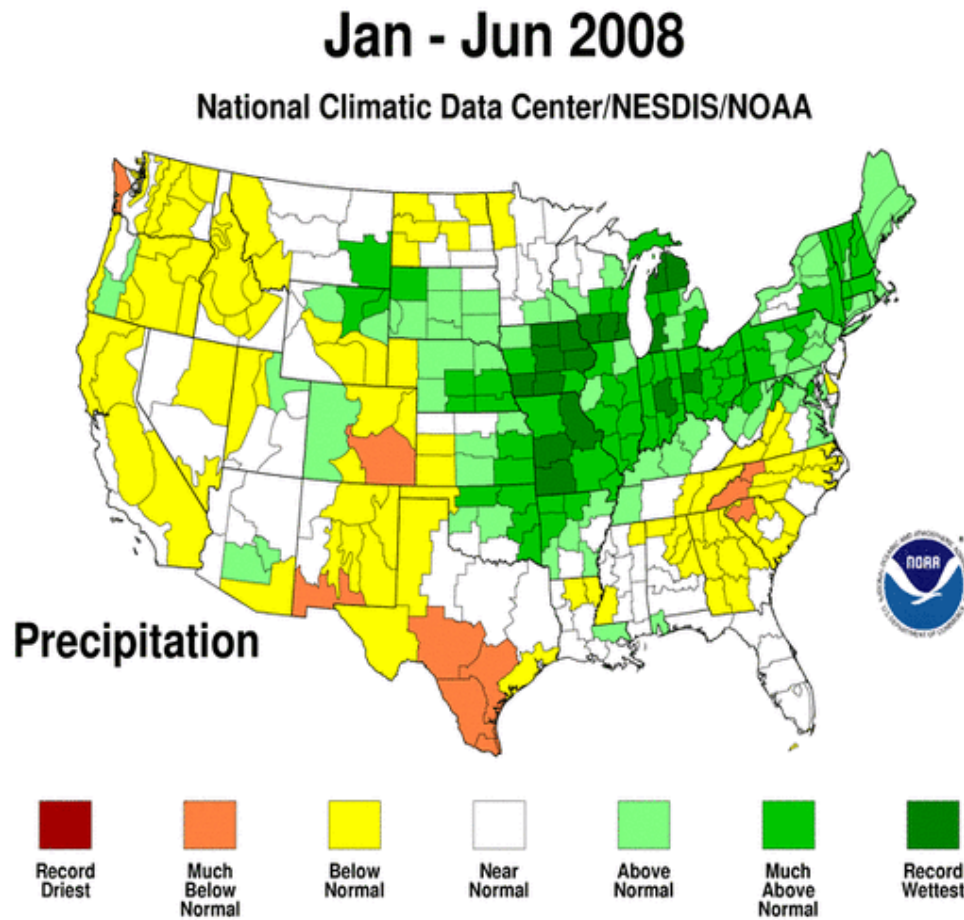 Jan - Jun 2008
National Climatic Data Center/NESDIS/NOAA
NOAA
Precipitation
Record
Driest
Much
Below
Normal
Below
Normal
Near
Normal
Above
Normal
Much
Above
Normal
Record
Wettest